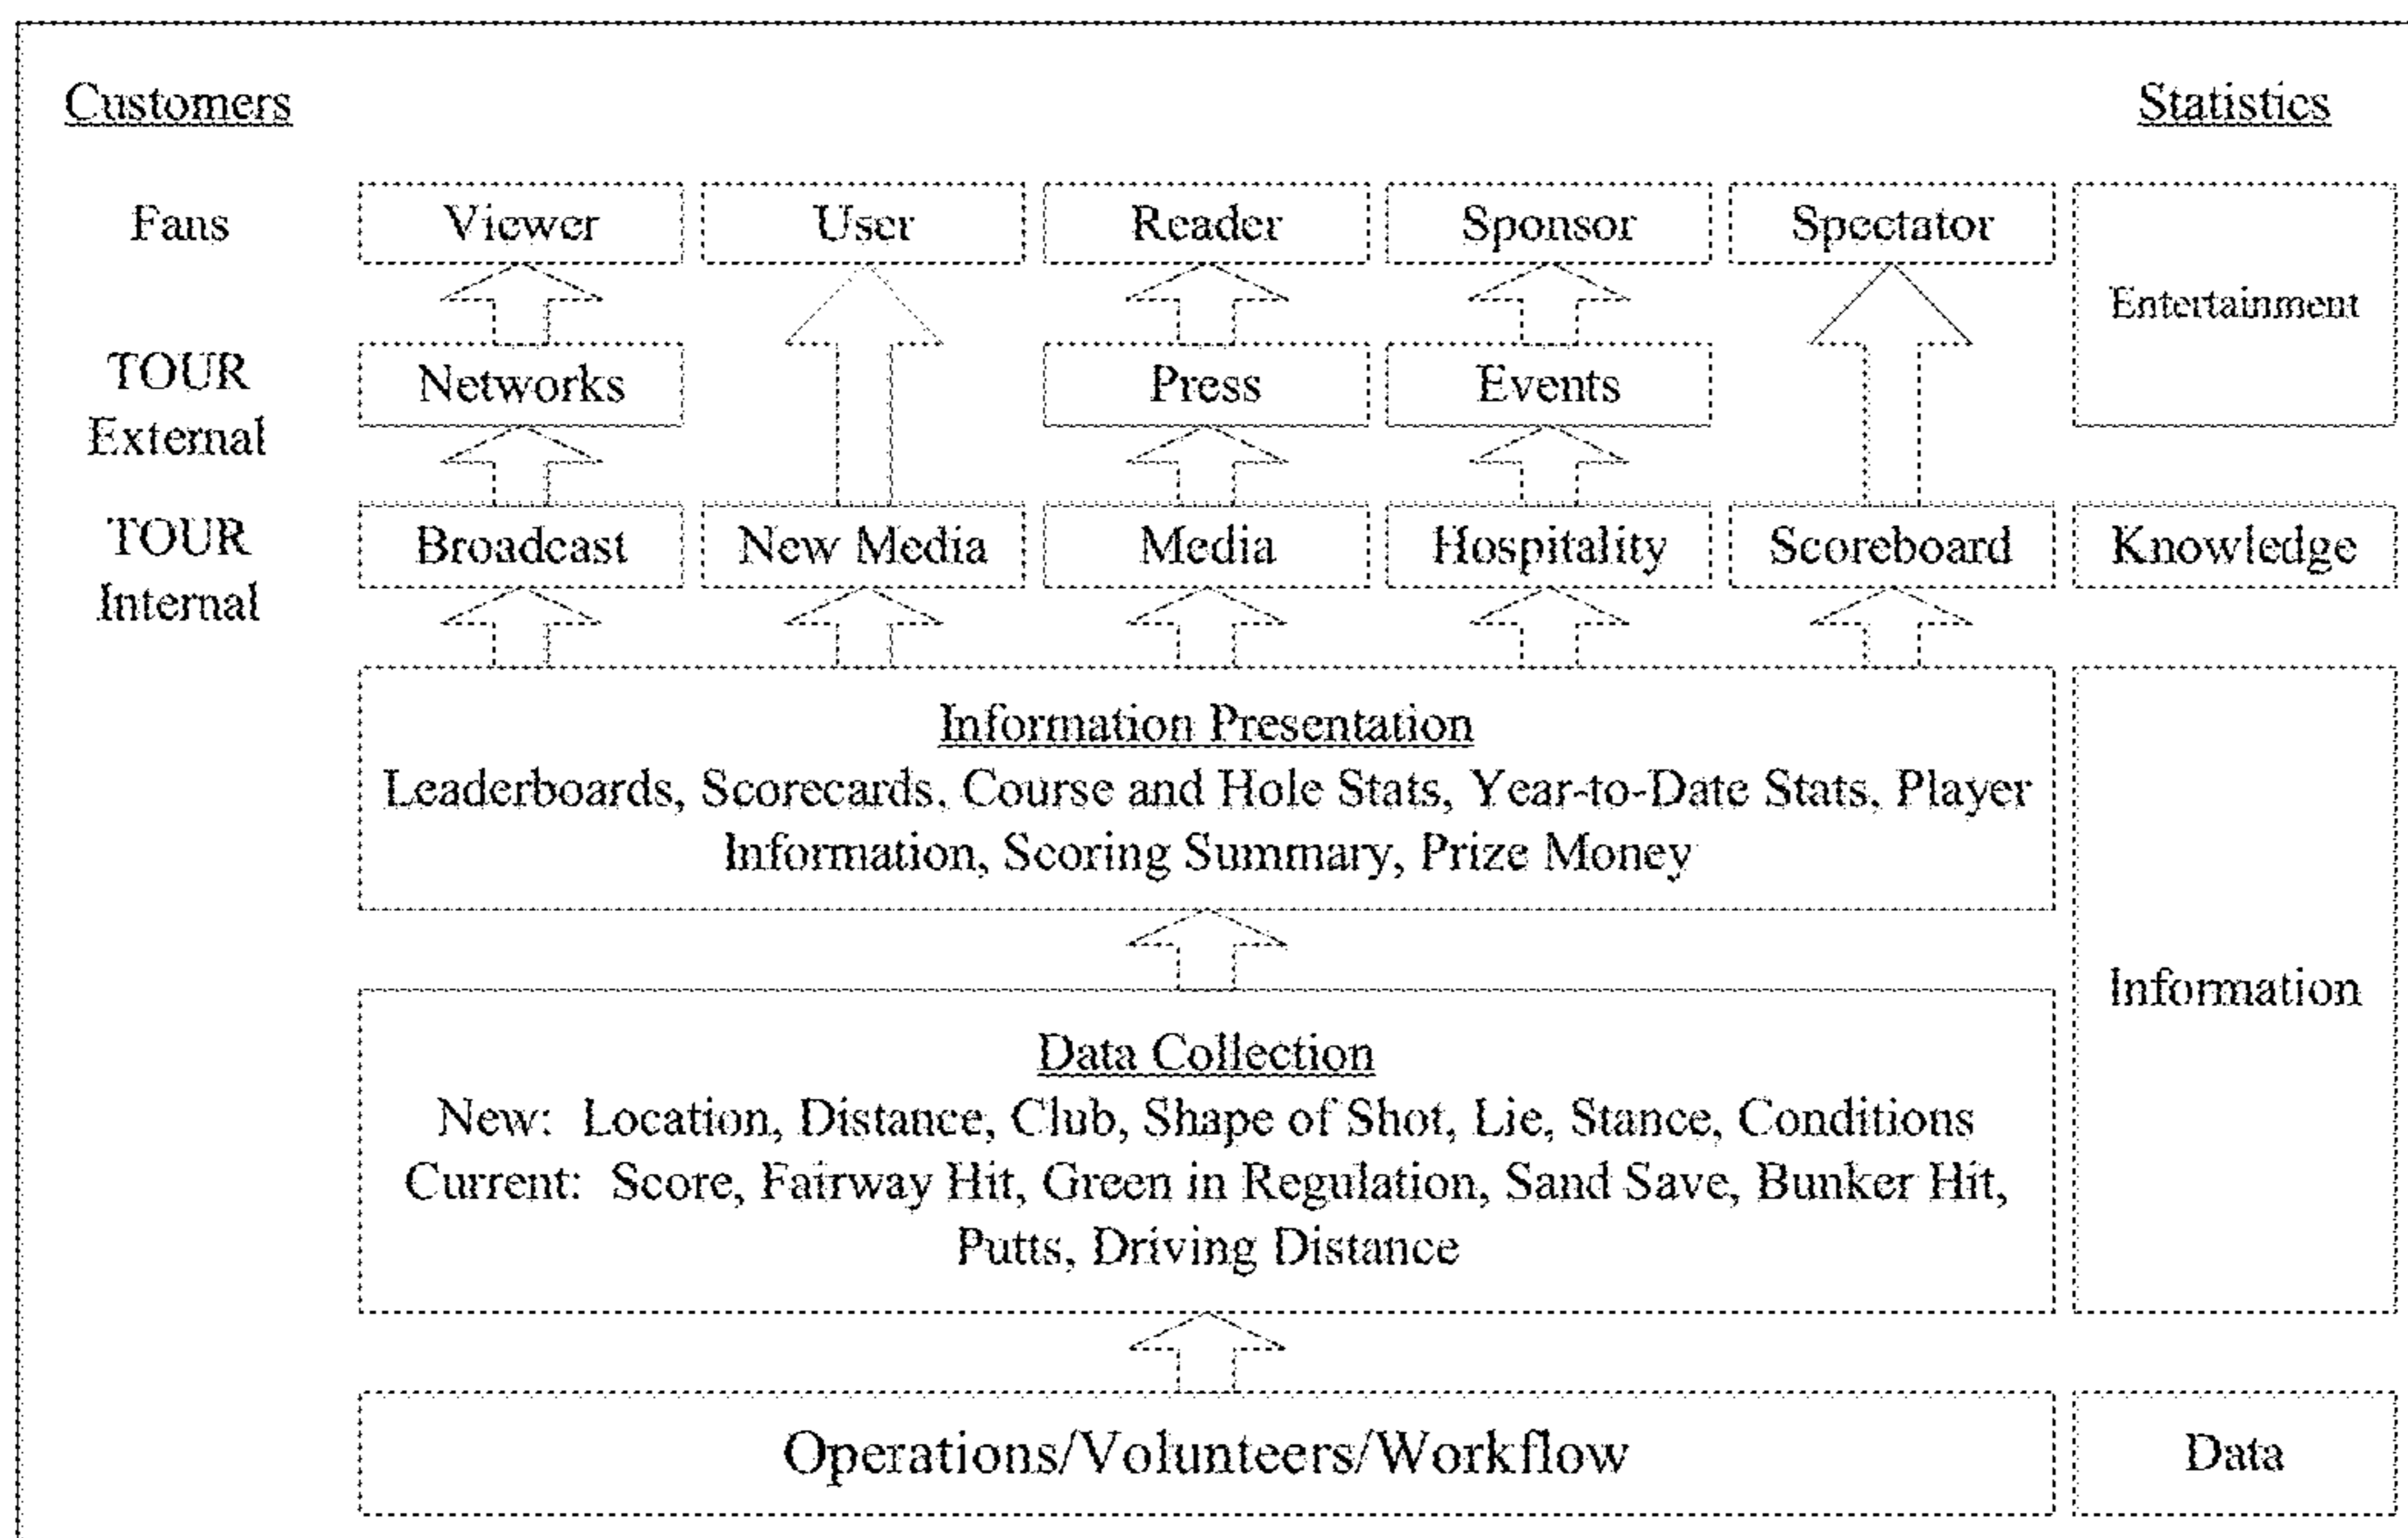 Customers
Statistics
Fans
Viewer
User
Reader
Sponsor
Spectator
Entertainment
TOUR
External
Networks
Press
Events
TOUR
Internal
Broadcast
New Media
Media
Hospitality
Scoreboard
Knowledge
Information Presentation
Leaderboards, Scorecards, Course and Hole Stats, Year-to-Date Stats, Player
Information, Scoring Summary, Prize Money
Information
Data Collection
New: Location, Distance, Club, Shape of Shot, Lie, Stance, Conditions
Current: Score, Fairway Hit, Green in Regulation, Sand Save, Bunker Hit,
Putts, Driving Distance
Operations/Volunteers/Workflow
Data